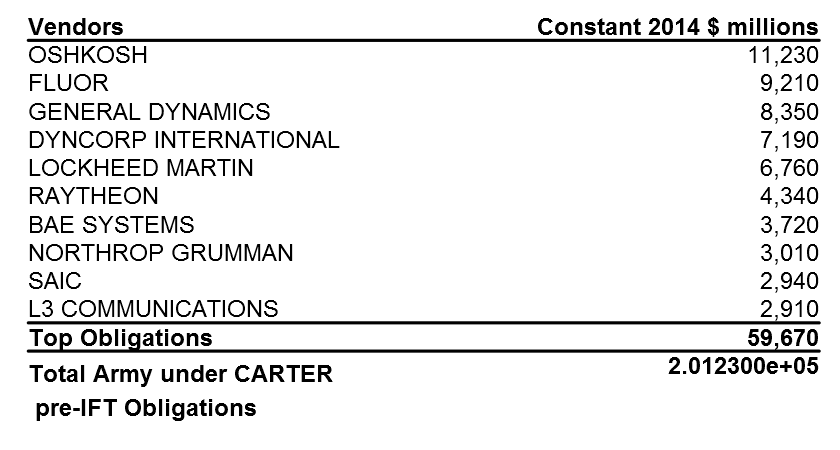 Vendors Constant 2014 $ millions
OSHKOSH 11,230
FLUOR 9,210
GENERAL DYNAMICS 8,350
DYNCORP INTERNATIONAL 7,190
LOCKHEED MARTIN 6,760
RAYTHEON 4,340
BAE SYSTEMS 3,720
NORTHROP GRUMMAN 3,010
SAIC 2,940
L3 COMMUNICATIONS 2,910
Top Obligations 59,670
Total Army under CARTER 2.012300e+05
pre-IFT Obligations